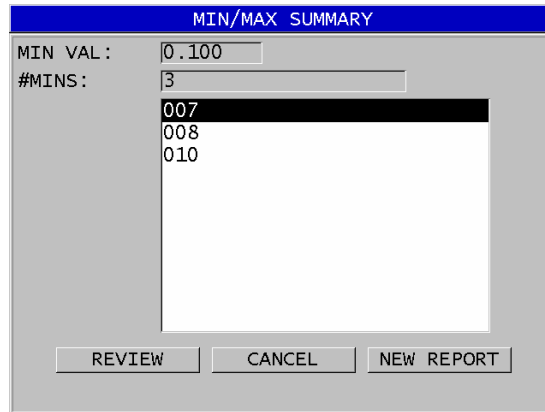 MIN/MAX SUMMARY
MIN VAL: 0.100
#MINS: 3
007
008
010
REVIEW CANCEL NEW REPORT